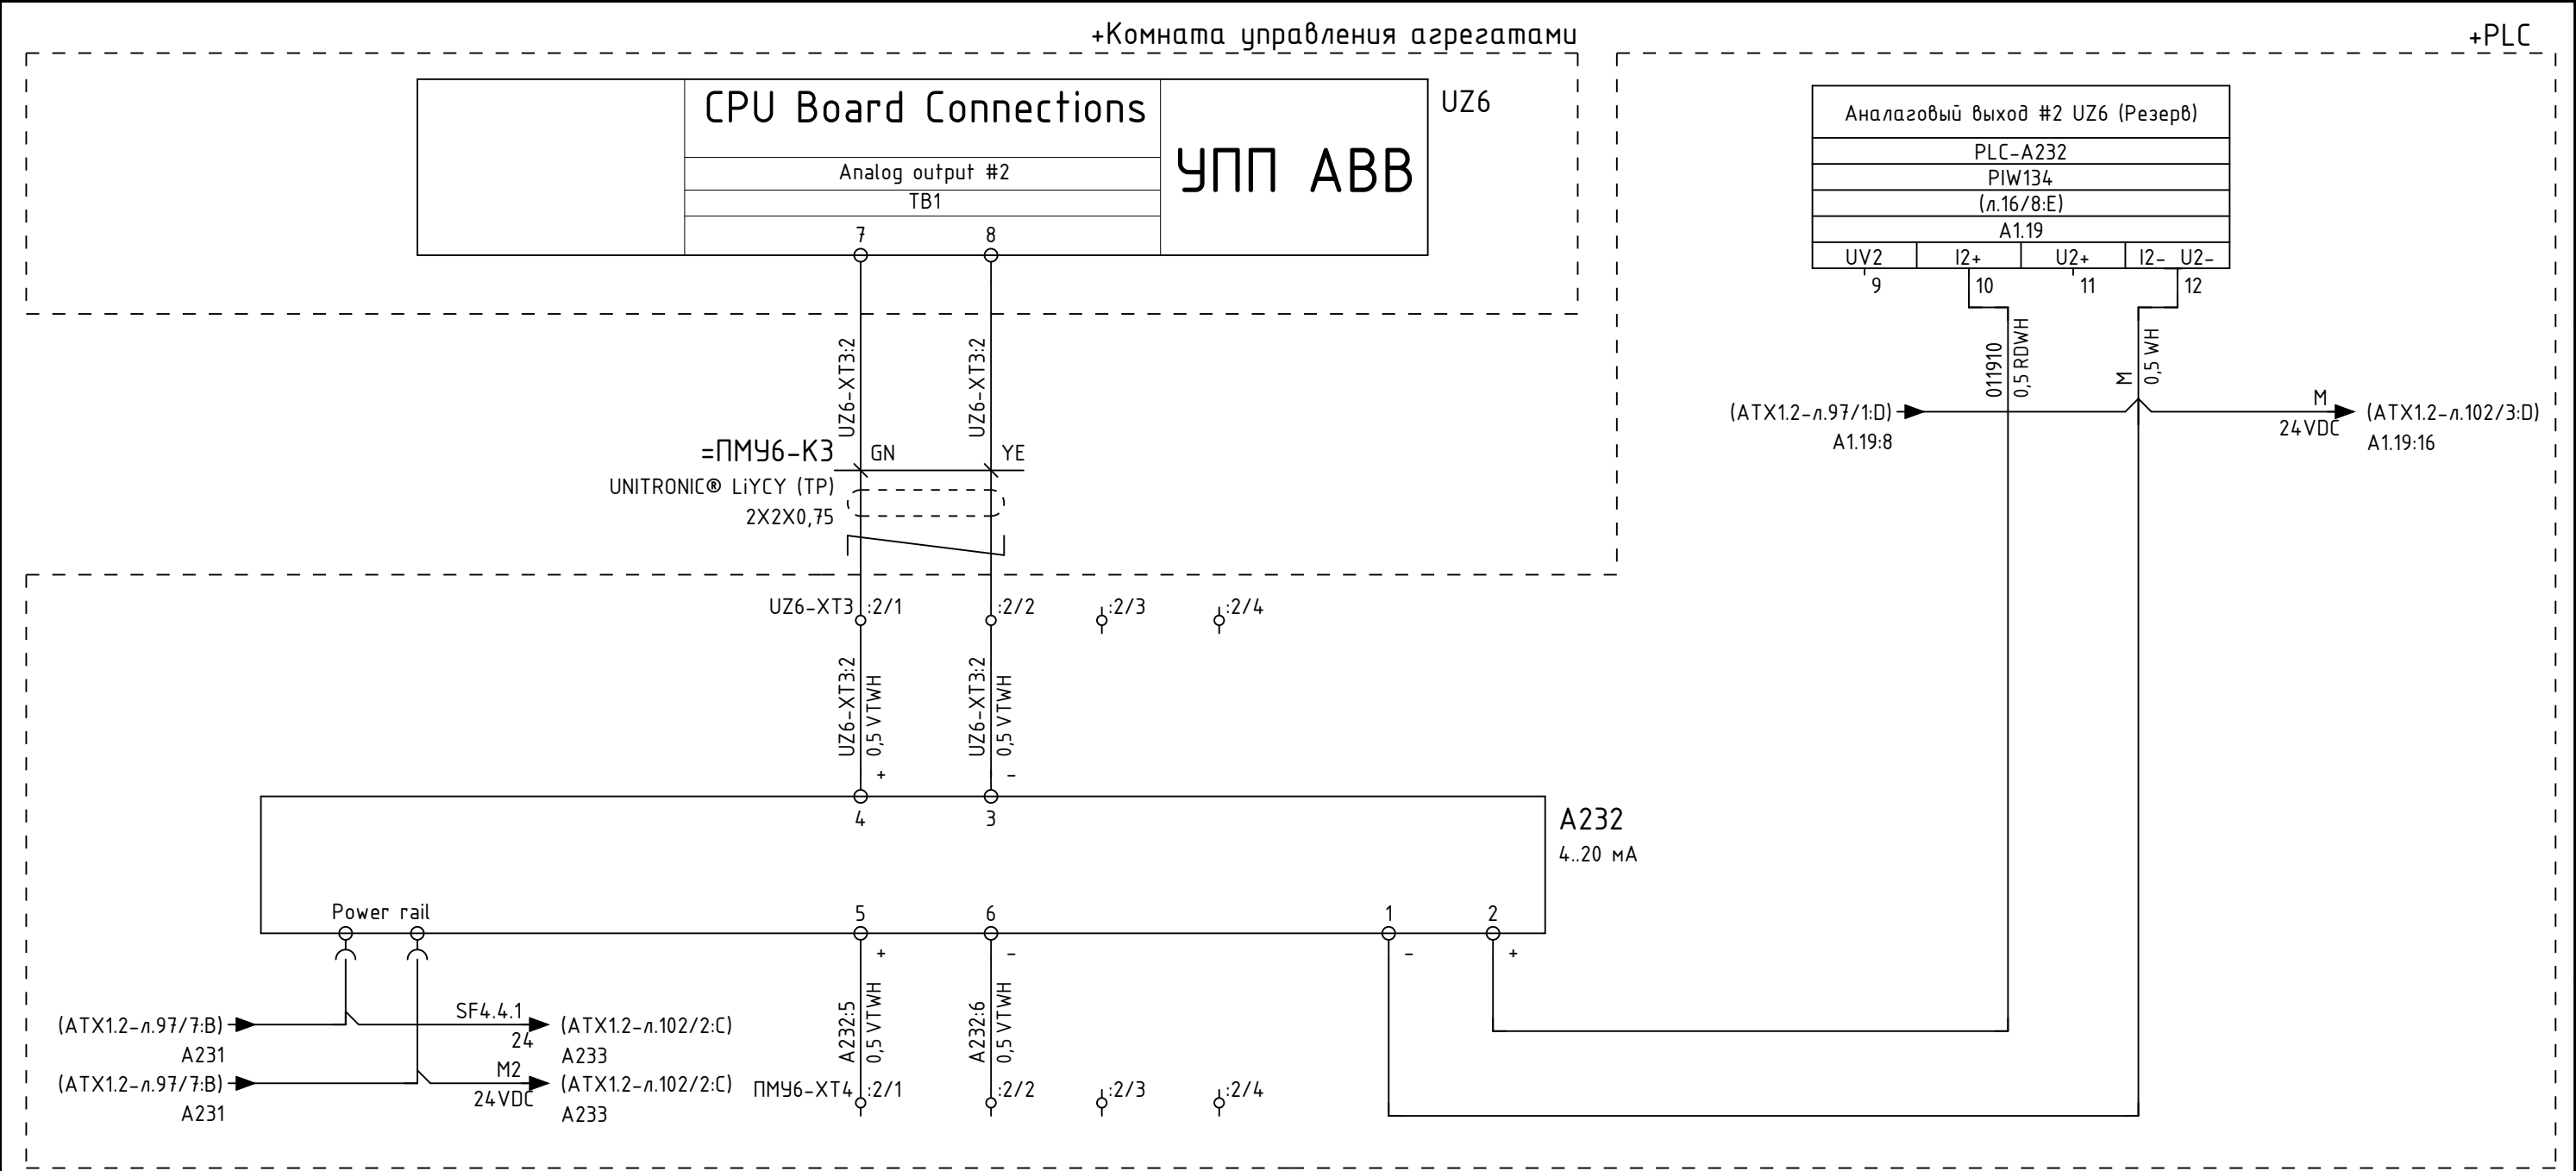 +Комната управления агрегатами
+PLC
CPU Board Connections
УПП ABB
UZ6
Analog output #2
TB1
7
8
Аналаговый выход #2 UZ6 (Резерв)
PLC-A232
PIW134
(л.16/8:E)
A1.19
UV2
I2+
U2+
I2- U2-
9
10
11
12
UZ6-XT3:2
UZ6-XT3:2
011910
0,5 RDWH
M
0,5 WH
(ATX1.2-л.97/1:D)
A1.19:8
M
24VDC
(ATX1.2-л.102/3:D)
A1.19:16
=ПМУ6-К3
GN
YE
UNITRONIC® LiYCY (TP)
2X2X0,75
UZ6-XT3
:2/1
:2/2
:2/3
:2/4
UZ6-XT3:2
0,5 VTWH
UZ6-XT3:2
0,5 VTWH
+
-
4
3
A232
4..20 мА
Power rail
5
6
1
2
+
-
-
+
A232:5
0,5 VTWH
A232:6
0,5 VTWH
(ATX1.2-л.97/7:B)
A231
SF4.4.1
24
(ATX1.2-л.102/2:C)
A233
(ATX1.2-л.97/7:B)
A231
M2
24VDC
(ATX1.2-л.102/2:C)
A233
ПМУ6-XT4
:2/1
:2/2
:2/3
:2/4